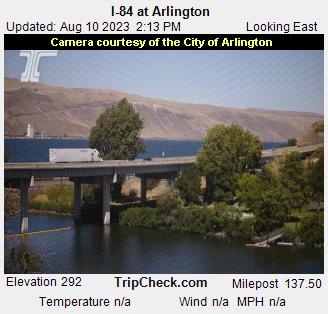 I-84 at Arlington
Updated: Aug 10 2023 2:13 PM Looking East
Camera courtesy of the City of Arlington
Elevation 292 TripCheck.com Milepost 137.50
Temperature n/a Wind n/a MPH n/a